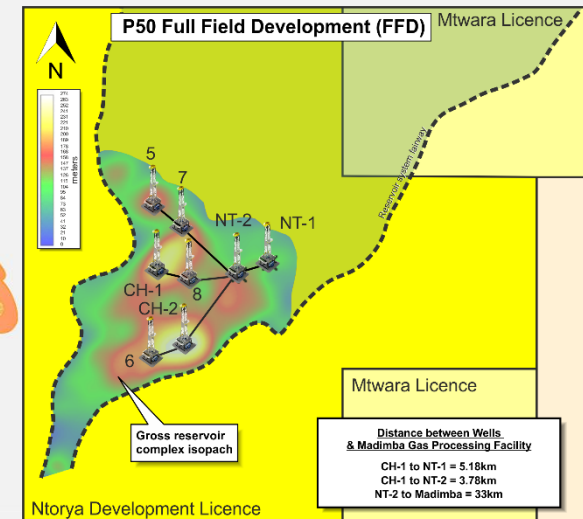 P50 Full Field Development (FFD)
Mtwara Licence
N
meters
Reservoir system fairway
5
7
NT-2
NT-1
CH-1
8
CH-2
6
Gross reservoir
complex isopach
Mtwara Licence
Distance between Wells
& Madimba Gas Processing Facility
CH-1 to NT-1 = 5.18km
CH-1 to NT-2 = 3.78km
NT-2 to Madimba = 33km
Ntorya Development Licence